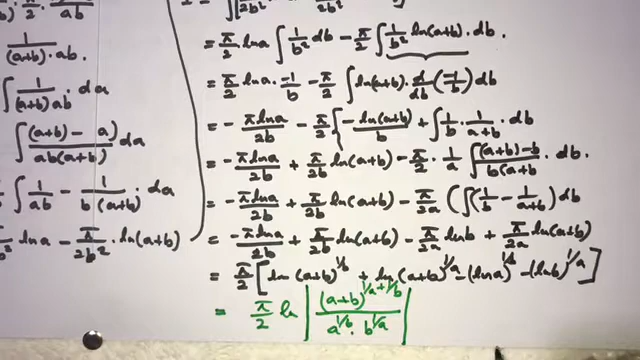 1/(a+b) · ab.
∫ 1/((a+b)ab) · da
∫ ((a+b) - a)/(ab(a+b)) da
∫ 1/ab - 1/(b(a+b)) · da
ln a - π/2b² · ln(a+b)
= π/2 ln a ∫ 1/b² db - π/2 ∫ 1/b² ln(a+b) · db.
= π/2 ln a · -1/b - π/2 ∫ ln(a+b) · d/db (-1/b) db
= - π ln a/2b - π/2 { -ln(a+b)/b + ∫ 1/b · 1/(a+b) · db
= - π ln a/2b + π/2b ln(a+b) - π/2 · 1/a ∫ ((a+b)-b)/(b(a+b) · db.
= - π ln a/2b + π/2b ln(a+b) - π/2a (∫(1/b - 1/(a+b)) db
= - π ln a/2b + π/2b ln(a+b) - π/2a ln b + π/2a ln(a+b)
= π/2 [ ln (a+b)^1/b + ln (a+b)^1/a - (ln a)^1/b - (ln b)^1/a ]
= π/2 ln | (a+b)^1/a + 1/b / a^1/b · b^1/a |